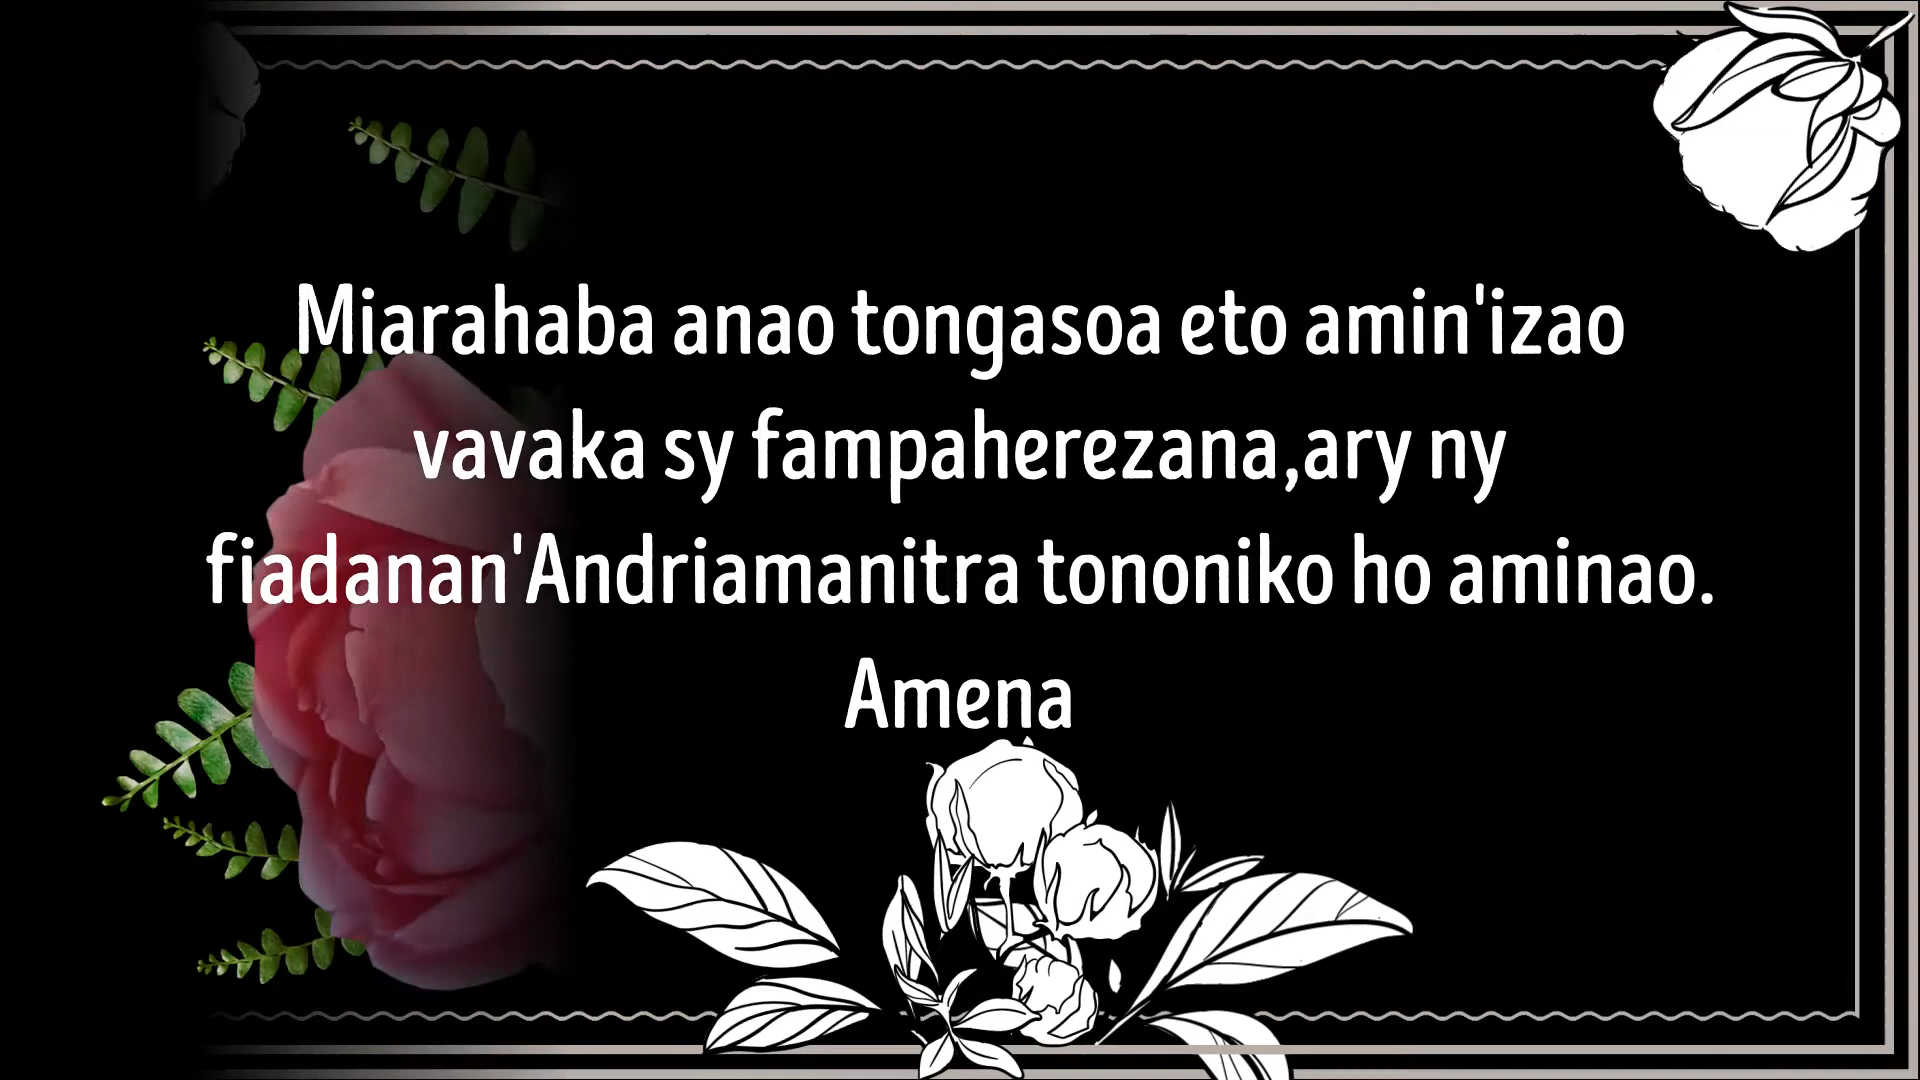 Miarahaba anao tongasoa eto amin'izao
vavaka sy fampaherezana,ary ny
fiadanan'Andriamanitra tononiko ho aminao.
Amena